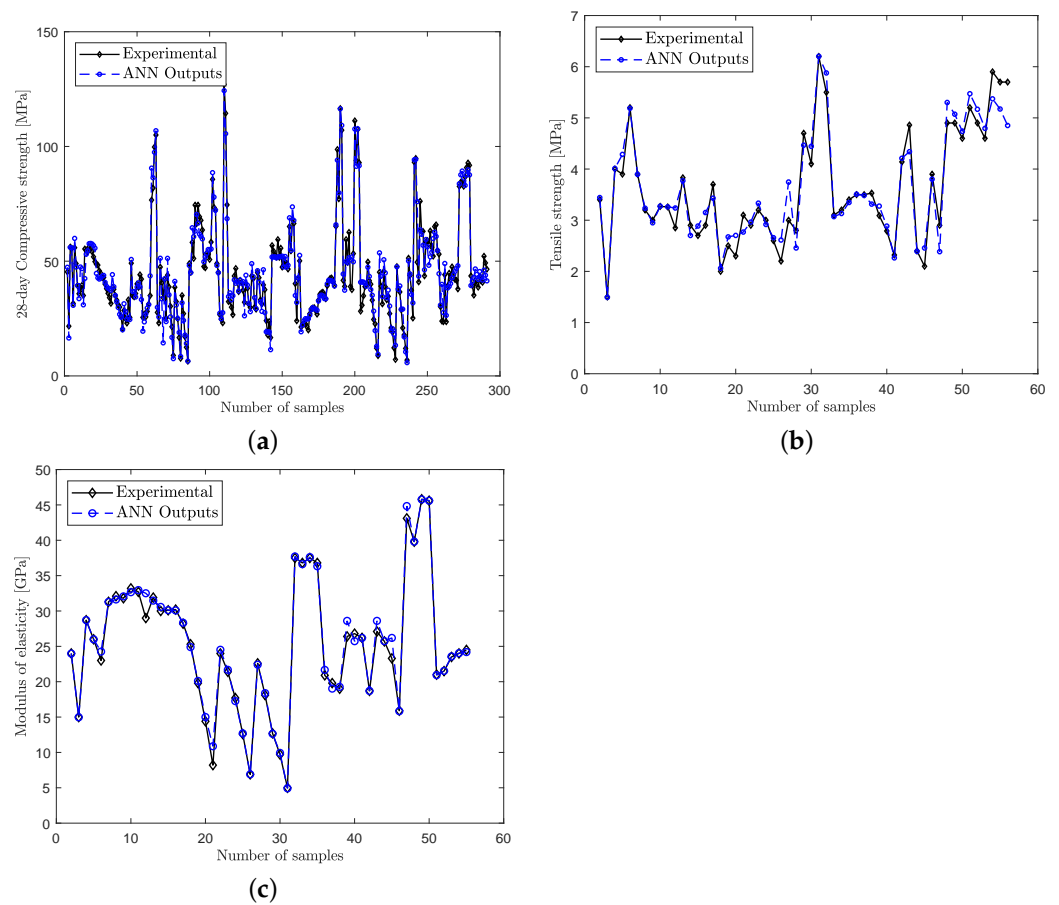 150
100
50
0
28-day Compressive strength [MPa]
Experimental
ANN Outputs
0 50 100 150 200 250 300
Number of samples
(a)
7
6
5
4
3
2
1
0
Tensile strength [MPa]
Experimental
ANN Outputs
0 10 20 30 40 50 60
Number of samples
(b)
50
45
40
35
30
25
20
15
10
5
0
Modulus of elasticity [GPa]
Experimental
ANN Outputs
0 10 20 30 40 50 60
Number of samples
(c)